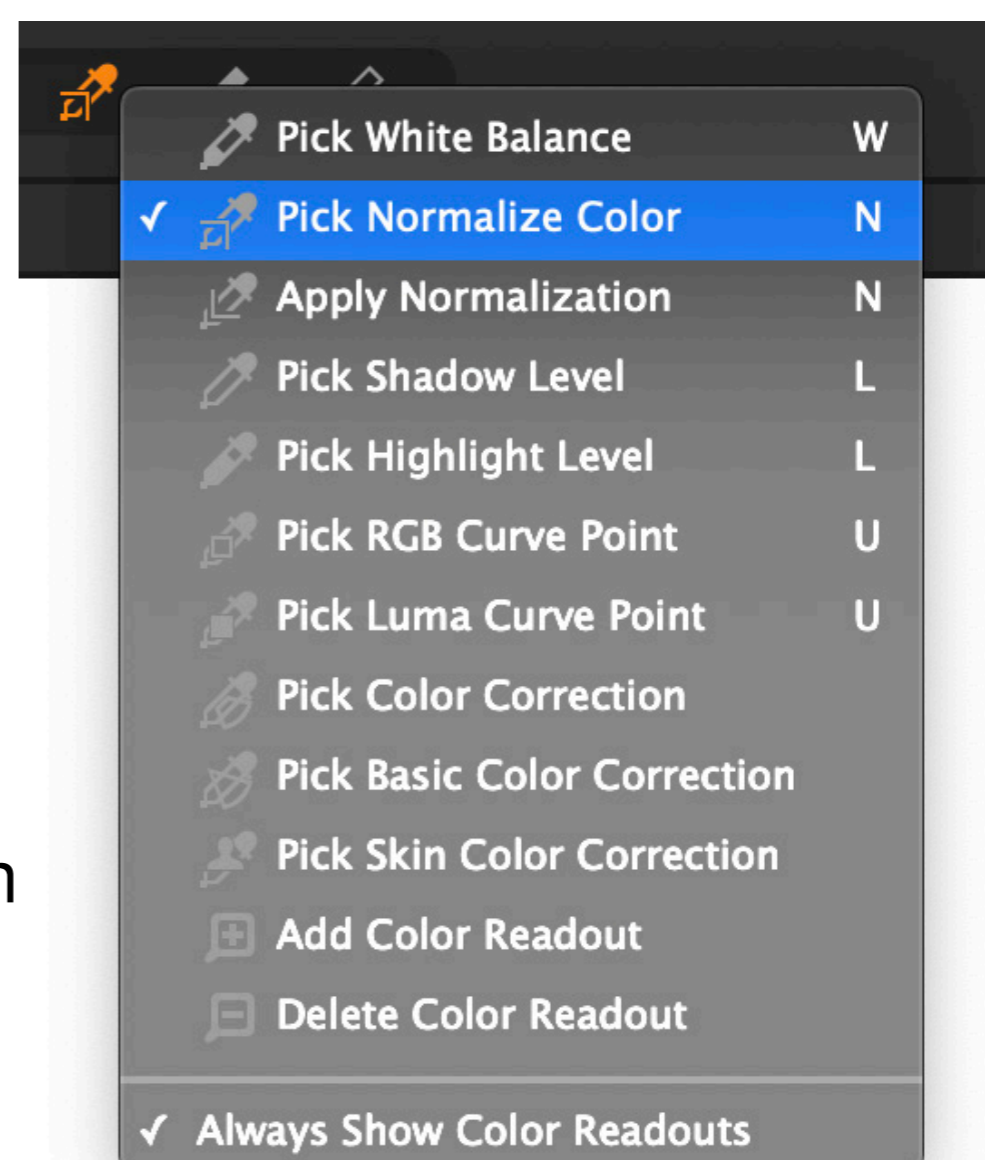 Pick White Balance W
✓ Pick Normalize Color N
Apply Normalization N
Pick Shadow Level L
Pick Highlight Level L
Pick RGB Curve Point U
Pick Luma Curve Point U
Pick Color Correction
Pick Basic Color Correction
Pick Skin Color Correction
n
Add Color Readout
Delete Color Readout
✓ Always Show Color Readouts